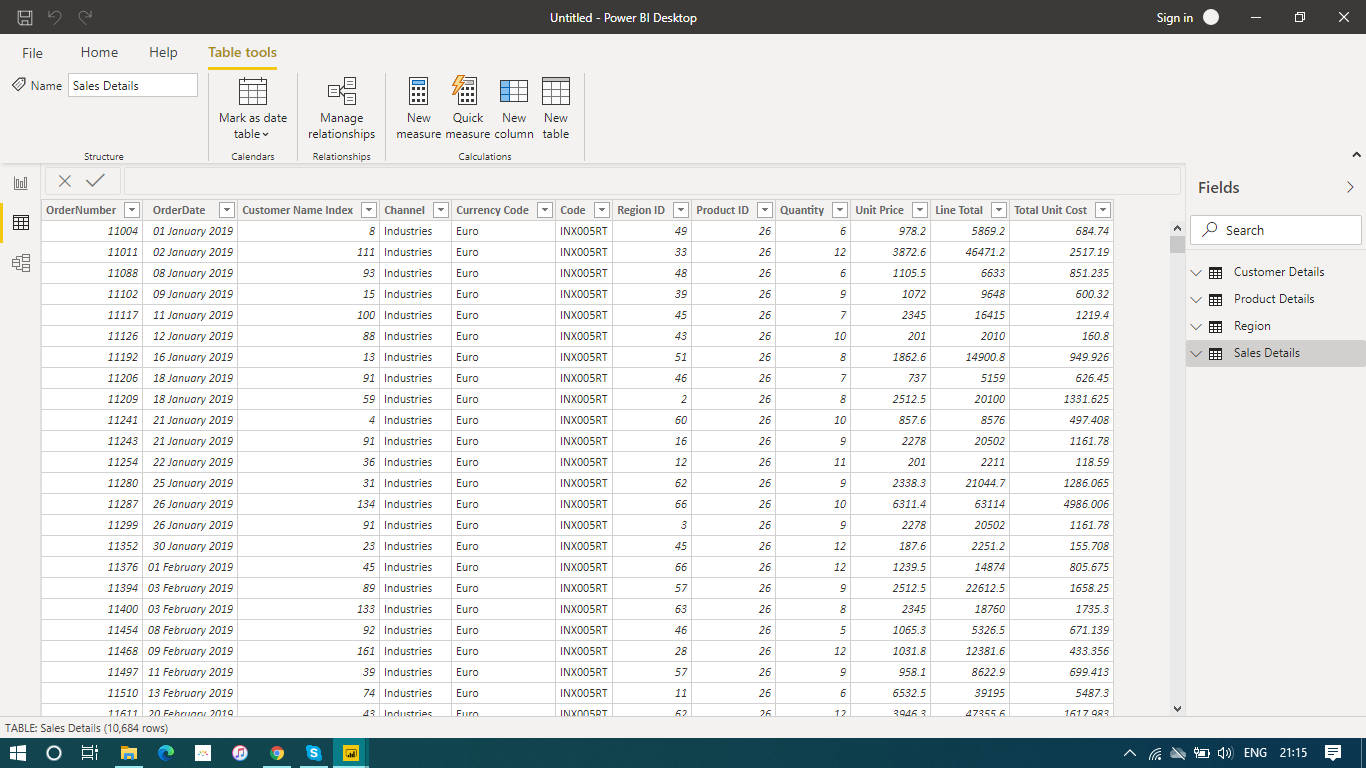 Untitled - Power BI Desktop
Sign in
File Home Help Table tools
Name Sales Details
Mark as date table
Manage relationships
New measure
Quick measure
New column
New table
Structure Calendars Relationships Calculations
Fields
Search
Customer Details
Product Details
Region
Sales Details
OrderNumber OrderDate Customer Name Index Channel Currency Code Code Region ID Product ID Quantity Unit Price Line Total Total Unit Cost
11004 01 January 2019 8 Industries Euro INX005RT 49 26 6 978.2 5869.2 684.74
11011 02 January 2019 111 Industries Euro INX005RT 33 26 12 3872.6 46471.2 2517.19
11088 08 January 2019 93 Industries Euro INX005RT 48 26 6 1105.5 6633 851.235
11102 09 January 2019 15 Industries Euro INX005RT 39 26 9 1072 9648 600.32
11117 11 January 2019 100 Industries Euro INX005RT 45 26 7 2345 16415 1219.4
11126 12 January 2019 88 Industries Euro INX005RT 43 26 10 201 2010 160.8
11192 16 January 2019 13 Industries Euro INX005RT 51 26 8 1862.6 14900.8 949.926
11206 18 January 2019 91 Industries Euro INX005RT 46 26 7 737 5159 626.45
11209 18 January 2019 59 Industries Euro INX005RT 2 26 8 2512.5 20100 1331.625
11241 21 January 2019 4 Industries Euro INX005RT 60 26 10 857.6 8576 497.408
11243 21 January 2019 91 Industries Euro INX005RT 16 26 9 2278 20502 1161.78
11254 22 January 2019 36 Industries Euro INX005RT 12 26 11 201 2211 118.59
11280 25 January 2019 31 Industries Euro INX005RT 62 26 9 2338.3 21044.7 1286.065
11287 26 January 2019 134 Industries Euro INX005RT 66 26 10 6311.4 63114 4986.006
11299 26 January 2019 91 Industries Euro INX005RT 3 26 9 2278 20502 1161.78
11352 30 January 2019 23 Industries Euro INX005RT 45 26 12 187.6 2251.2 155.708
11376 01 February 2019 45 Industries Euro INX005RT 66 26 12 1239.5 14874 805.675
11394 03 February 2019 89 Industries Euro INX005RT 57 26 9 2512.5 22612.5 1658.25
11400 03 February 2019 133 Industries Euro INX005RT 63 26 8 2345 18760 1735.3
11454 08 February 2019 92 Industries Euro INX005RT 46 26 5 1065.3 5326.5 671.139
11468 09 February 2019 161 Industries Euro INX005RT 28 26 12 1031.8 12381.6 433.356
11497 11 February 2019 39 Industries Euro INX005RT 57 26 9 958.1 8622.9 699.413
11510 13 February 2019 74 Industries Euro INX005RT 11 26 6 6532.5 39195 5487.3
11611 20 February 2019 43 Industries Euro INX005RT 62 26 12 3946.3 47355.6 1617.983
TABLE: Sales Details (10,684 rows)
ENG 21:15